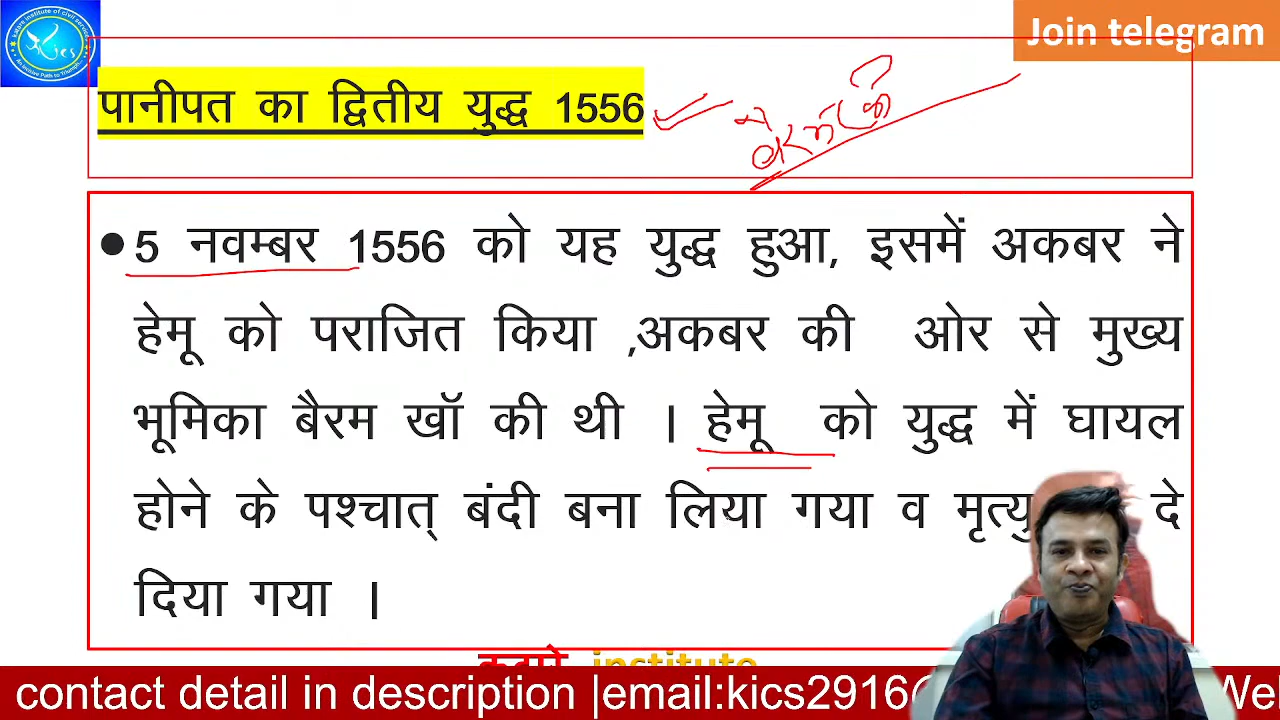 Join telegram
पानीपत का द्वितीय युद्ध 1556
●5 नवम्बर 1556 को यह युद्ध हुआ, इसमें अकबर ने
हेमू को पराजित किया ,अकबर की ओर से मुख्य
भूमिका बैरम खॉ की थी ।  हेमू को युद्ध में घायल
होने के पश्चात् बंदी बना लिया गया व मृत्यु दे
दिया गया ।
institute
contact detail in description |email:kics2916@